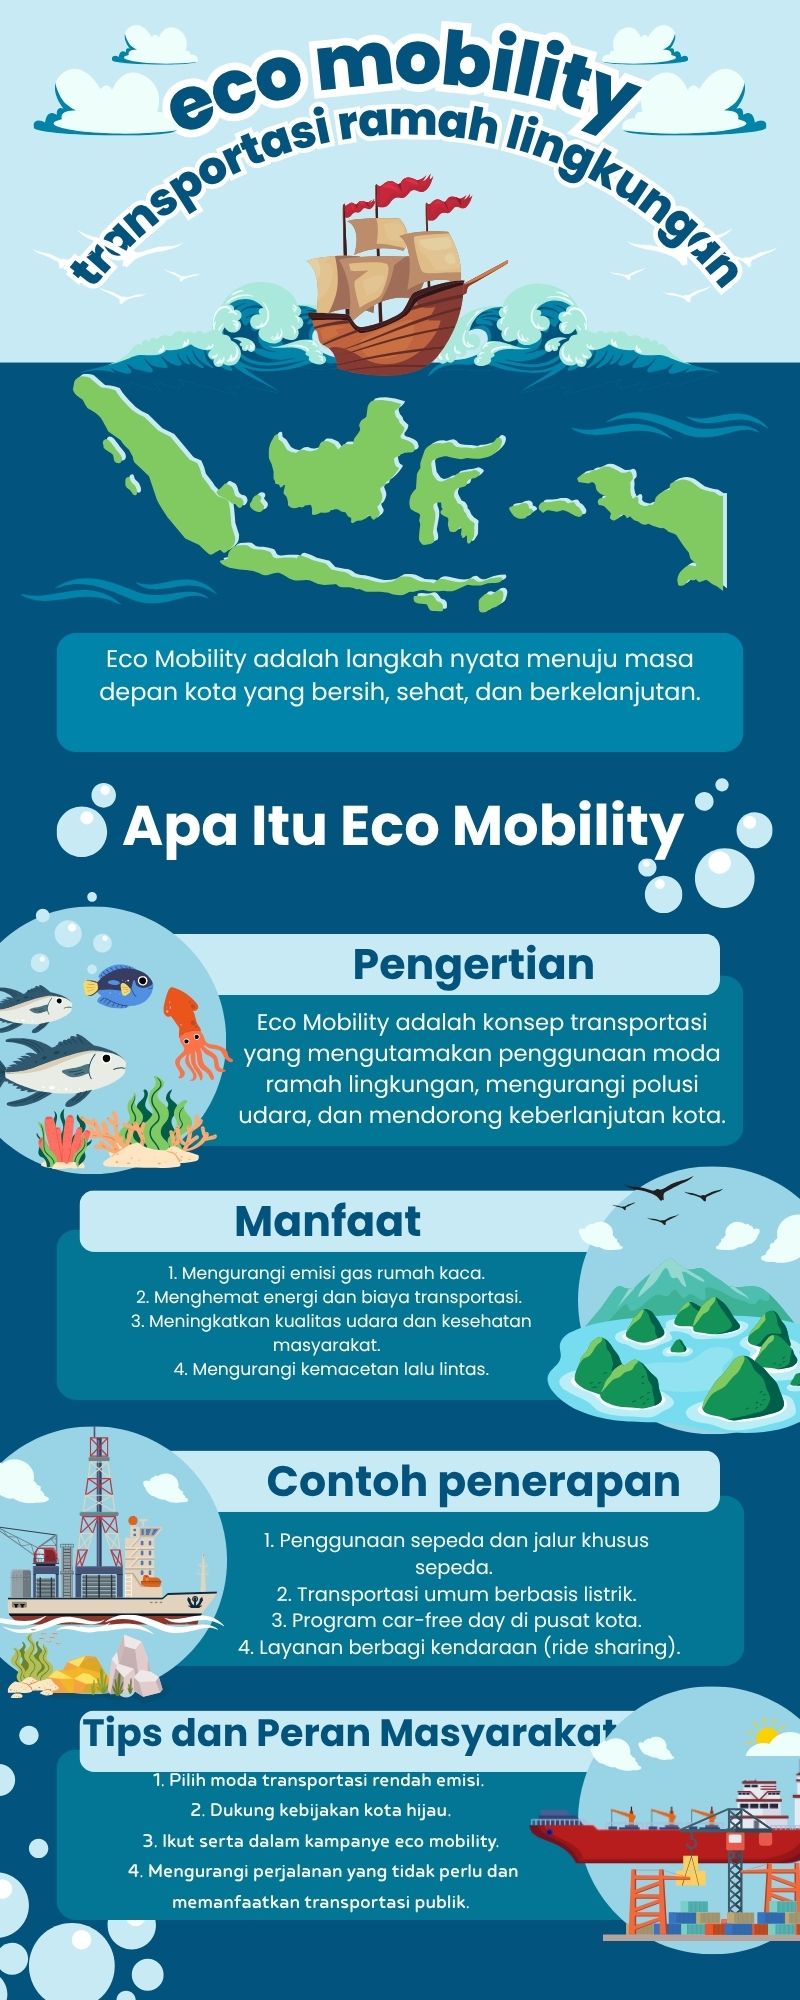 eco mobility
transportasi ramah lingkungan
Eco Mobility adalah langkah nyata menuju masa
depan kota yang bersih, sehat, dan berkelanjutan.
Apa Itu Eco Mobility
Pengertian
Eco Mobility adalah konsep transportasi
yang mengutamakan penggunaan moda
ramah lingkungan, mengurangi polusi
udara, dan mendorong keberlanjutan kota.
Manfaat
1. Mengurangi emisi gas rumah kaca.
2. Menghemat energi dan biaya transportasi.
3. Meningkatkan kualitas udara dan kesehatan
masyarakat.
4. Mengurangi kemacetan lalu lintas.
Contoh penerapan
1. Penggunaan sepeda dan jalur khusus
sepeda.
2. Transportasi umum berbasis listrik.
3. Program car-free day di pusat kota.
4. Layanan berbagi kendaraan (ride sharing).
Tips dan Peran Masyarakat
1. Pilih moda transportasi rendah emisi.
2. Dukung kebijakan kota hijau.
3. Ikut serta dalam kampanye eco mobility.
4. Mengurangi perjalanan yang tidak perlu dan
memanfaatkan transportasi publik.